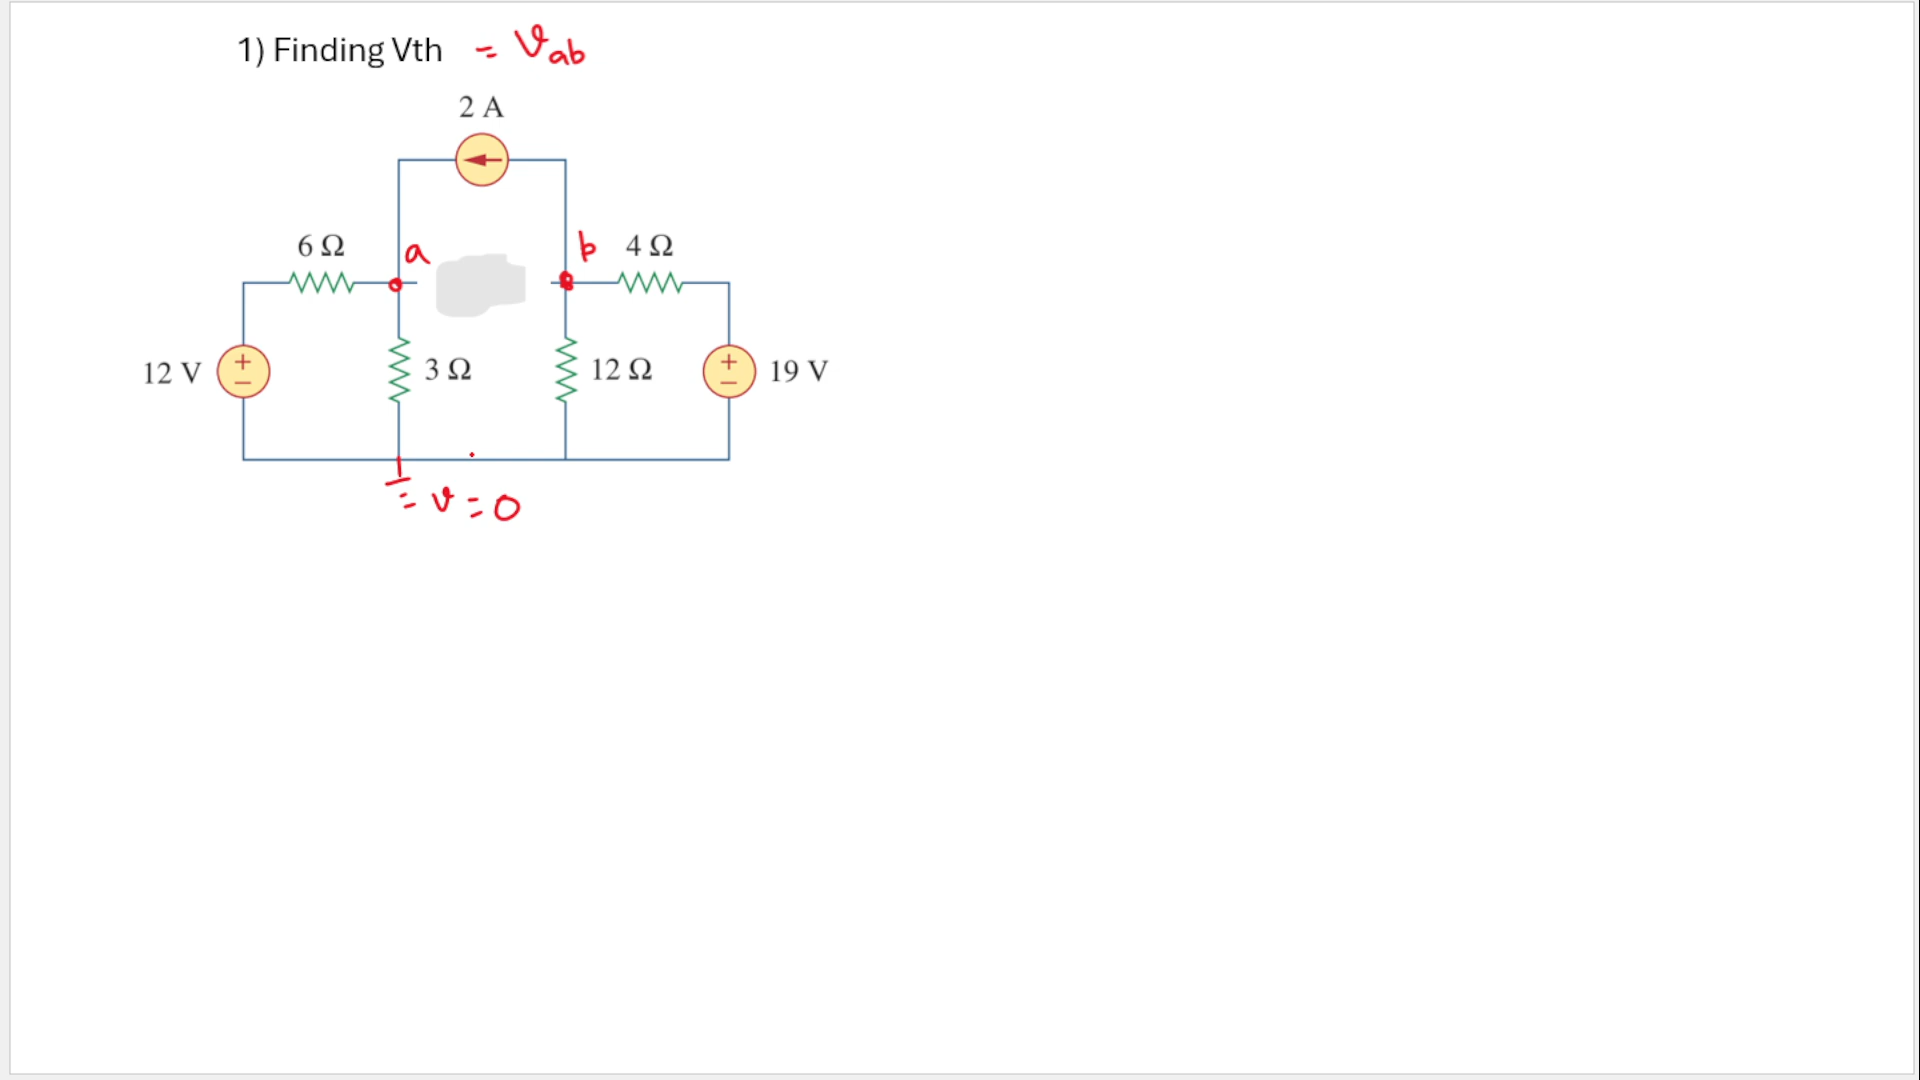 1) Finding Vth = Vab
2 A
6 Ω a b 4 Ω
12 V + − 3 Ω 12 Ω + − 19 V
v = 0